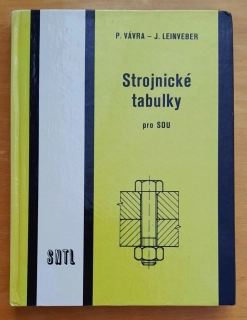 P. VÁVRA – J. LEINVEBER
Strojnické
tabulky
pro SOU
SNTL